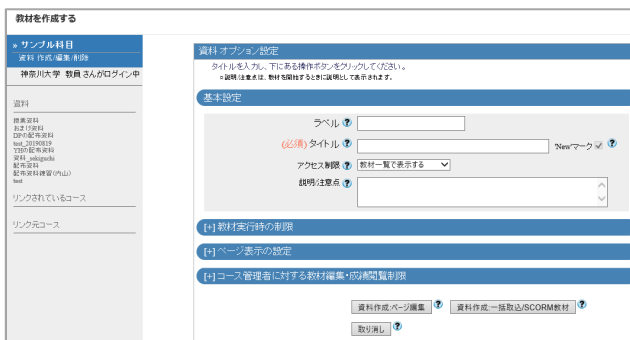 教材を作成する
» サンプル科目
資料 作成/編集/削除
神奈川大学 教員 さんがログイン中
資料
授業資料
おまけ資料
DPの配布資料
test_20190819
YHの配布資料
資料_sekiguchi
配布資料
配布資料練習(内山)
test
リンクされているコース
リンク元コース
資料 オプション設定
タイトルを入力し、下にある操作ボタンをクリックしてください。
¤説明/注意点は、教材を開始するときに説明として表示されます。
基本設定
ラベル ?
(必須) タイトル ? 'New'マーク ?
アクセス制限 ? 教材一覧で表示する
説明/注意点 ?
[+]教材実行時の制限
[+]ページ表示の設定
[+]コース管理者に対する教材編集・成績閲覧制限
資料作成:ページ編集 ? 資料作成:一括取込/SCORM教材 ?
取り消し ?